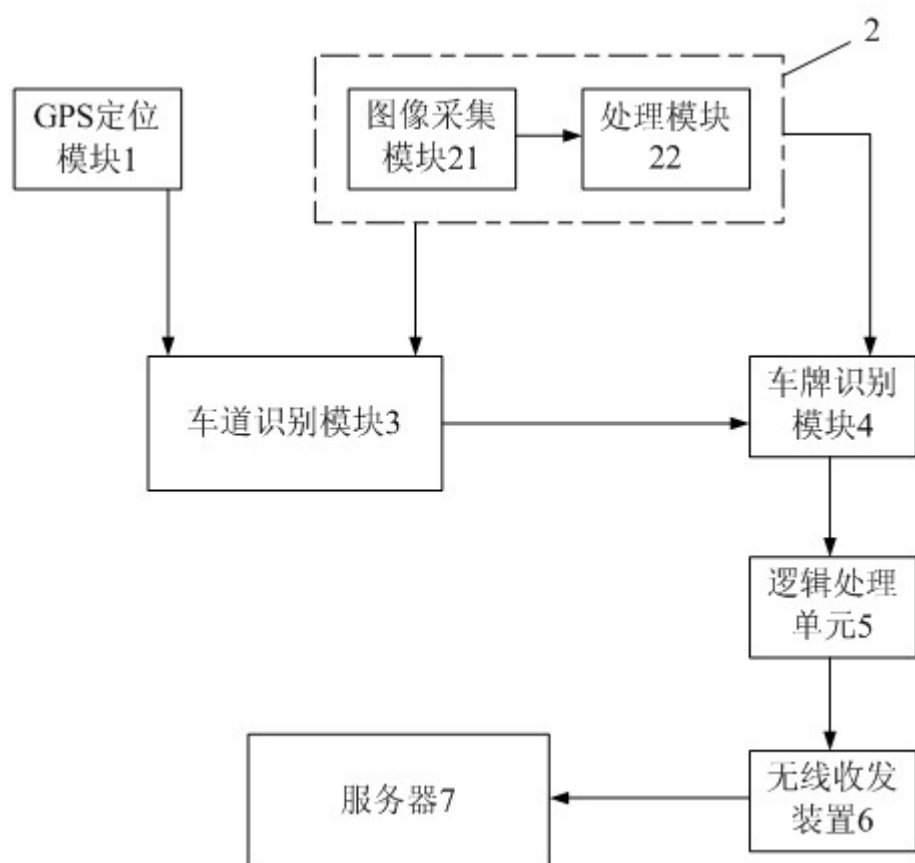 2
GPS定位
模块1
图像采集
模块21
处理模块
22
车道识别模块3
车牌识别
模块4
逻辑处理
单元5
无线收发
装置6
服务器7